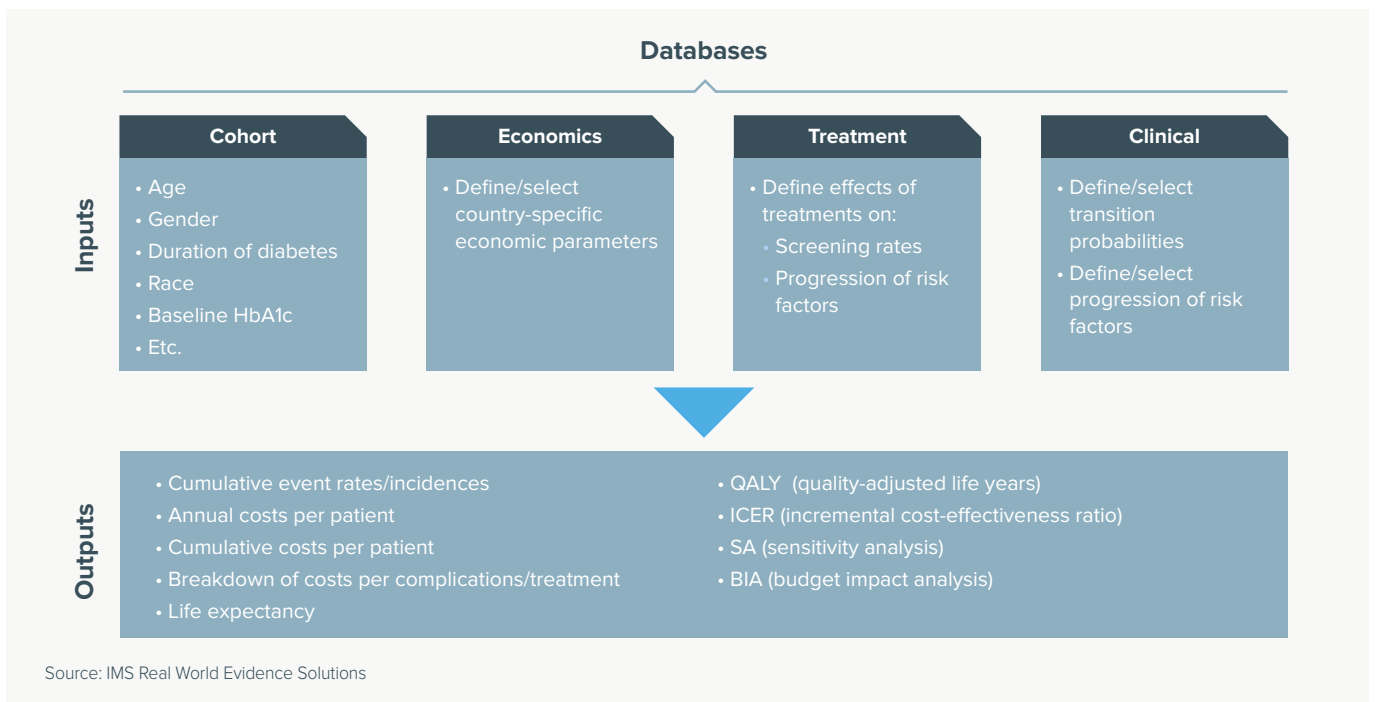 Databases
Inputs
Cohort
• Age
• Gender
• Duration of diabetes
• Race
• Baseline HbA1c
• Etc.
Economics
• Define/select
country-specific
economic parameters
Treatment
• Define effects of
treatments on:
• Screening rates
• Progression of risk
factors
Clinical
• Define/select
transition
probabilities
• Define/select
progression of risk
factors
Outputs
• Cumulative event rates/incidences
• Annual costs per patient
• Cumulative costs per patient
• Breakdown of costs per complications/treatment
• Life expectancy
• QALY (quality-adjusted life years)
• ICER (incremental cost-effectiveness ratio)
• SA (sensitivity analysis)
• BIA (budget impact analysis)
Source: IMS Real World Evidence Solutions